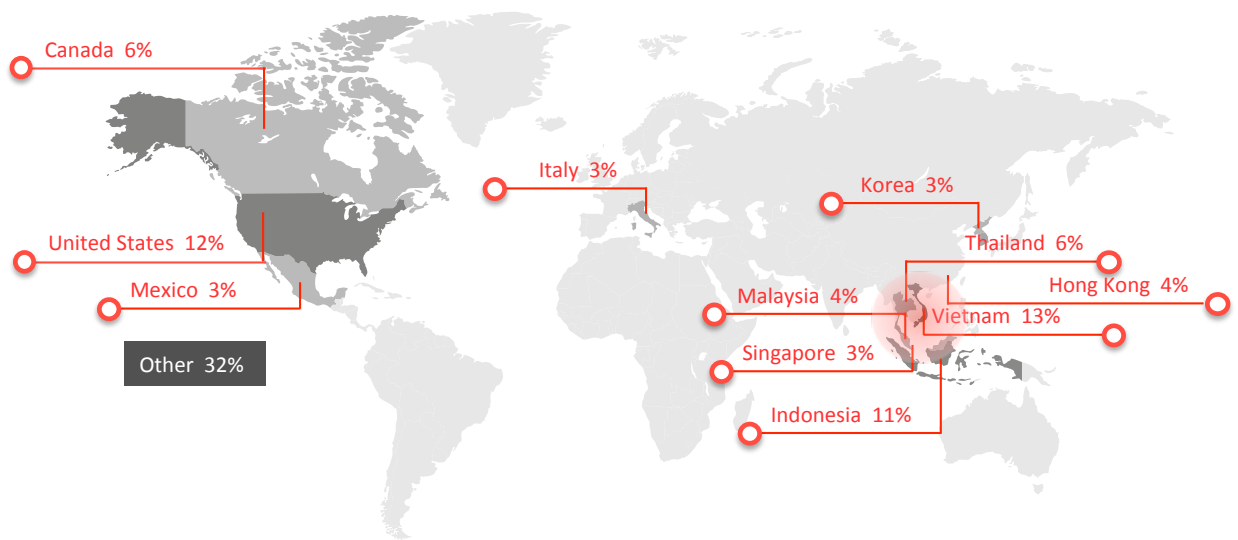 Canada 6%
Italy 3%
Korea 3%
United States 12%
Thailand 6%
Mexico 3%
Malaysia 4%
Hong Kong 4%
Vietnam 13%
Singapore 3%
Other 32%
Indonesia 11%